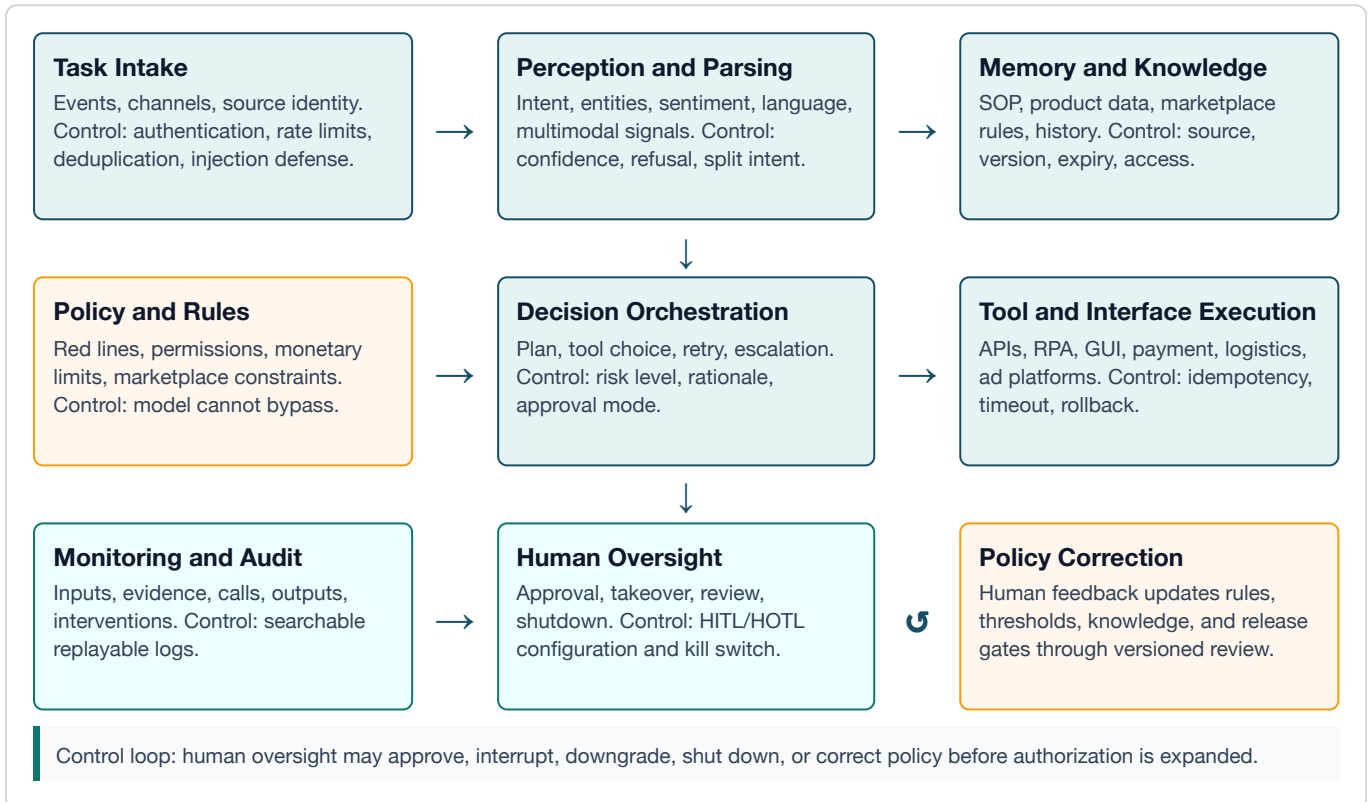 Task Intake
Events, channels, source identity.
Control: authentication, rate limits,
deduplication, injection defense.
→
Perception and Parsing
Intent, entities, sentiment, language,
multimodal signals. Control:
confidence, refusal, split intent.
→
Memory and Knowledge
SOP, product data, marketplace
rules, history. Control: source,
version, expiry, access.
↓
Policy and Rules
Red lines, permissions, monetary
limits, marketplace constraints.
Control: model cannot bypass.
→
Decision Orchestration
Plan, tool choice, retry, escalation.
Control: risk level, rationale,
approval mode.
→
Tool and Interface Execution
APIs, RPA, GUI, payment, logistics,
ad platforms. Control: idempotency,
timeout, rollback.
↓
Monitoring and Audit
Inputs, evidence, calls, outputs,
interventions. Control: searchable
replayable logs.
→
Human Oversight
Approval, takeover, review,
shutdown. Control: HITL/HOTL
configuration and kill switch.
↺
Policy Correction
Human feedback updates rules,
thresholds, knowledge, and release
gates through versioned review.
Control loop: human oversight may approve, interrupt, downgrade, shut down, or correct policy before authorization is expanded.